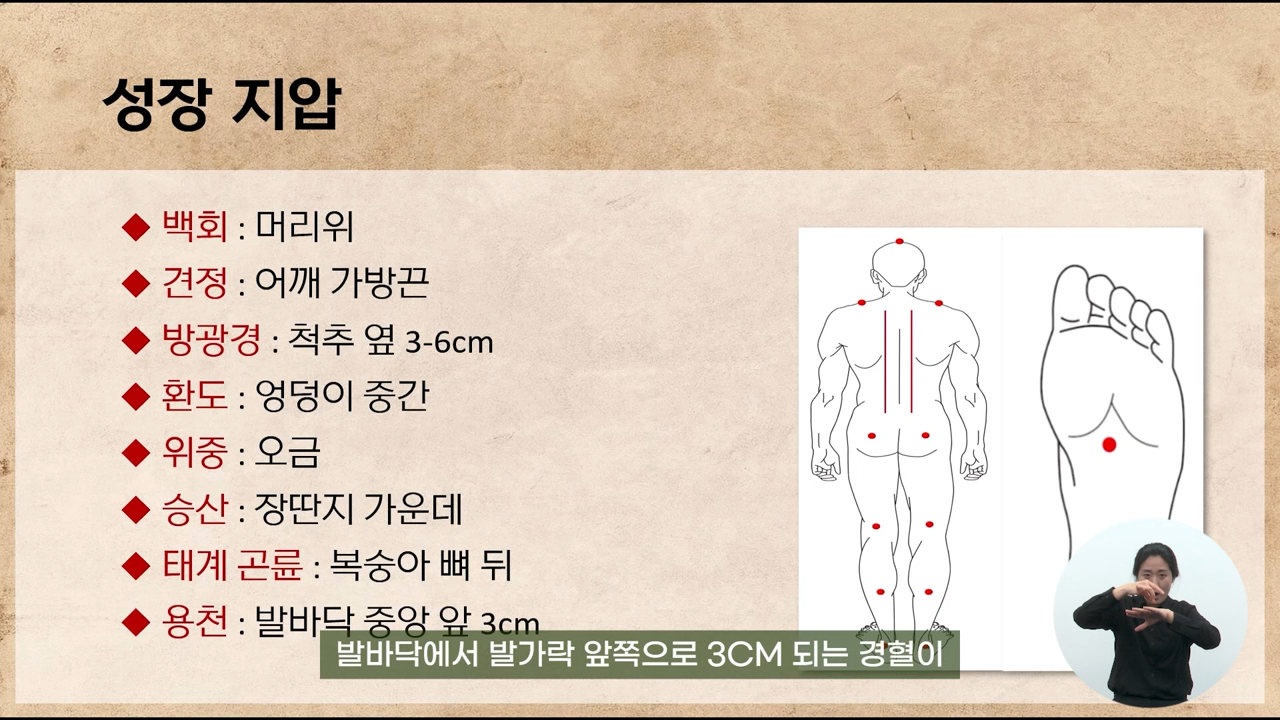 성장 지압
◆ 백회 : 머리위
◆ 견정 : 어깨 가방끈
◆ 방광경 : 척추 옆 3-6cm
◆ 환도 : 엉덩이 중간
◆ 위중 : 오금
◆ 승산 : 장딴지 가운데
◆ 태계 곤륜 : 복숭아 뼈 뒤
◆ 용천 : 발바닥 중앙 앞 3cm
발바닥에서 발가락 앞쪽으로 3CM 되는 경혈이